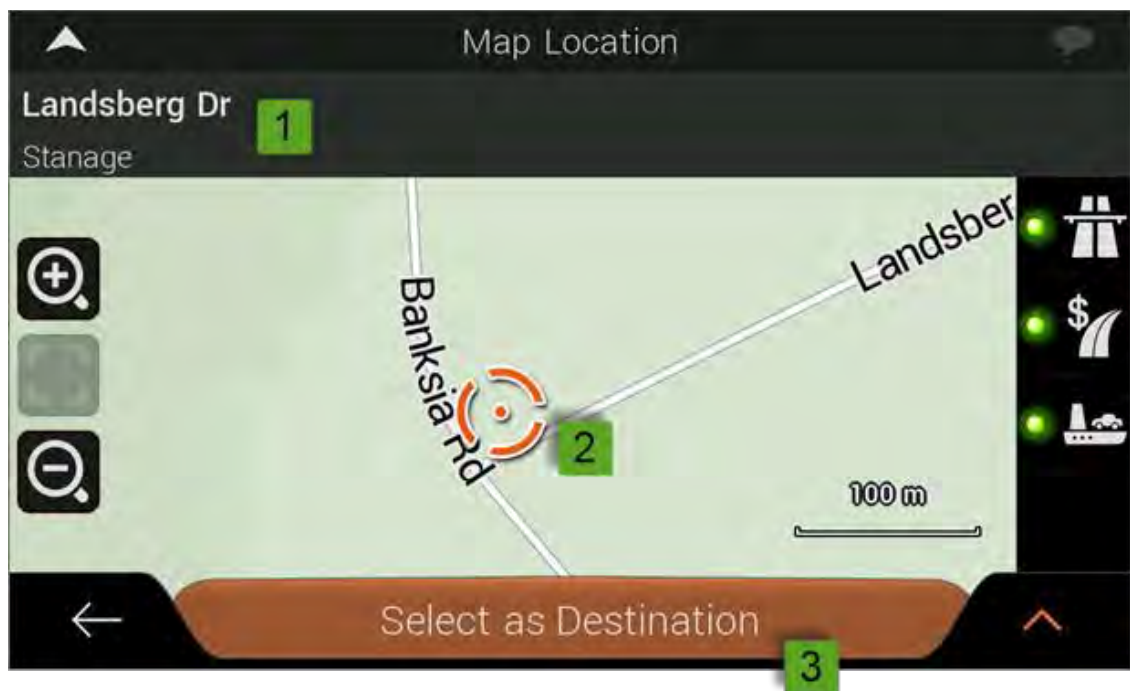 Map Location
Landsberg Dr
1
Stanage
Landsber
$
Banksia Rd
2
100 m
Select as Destination
3